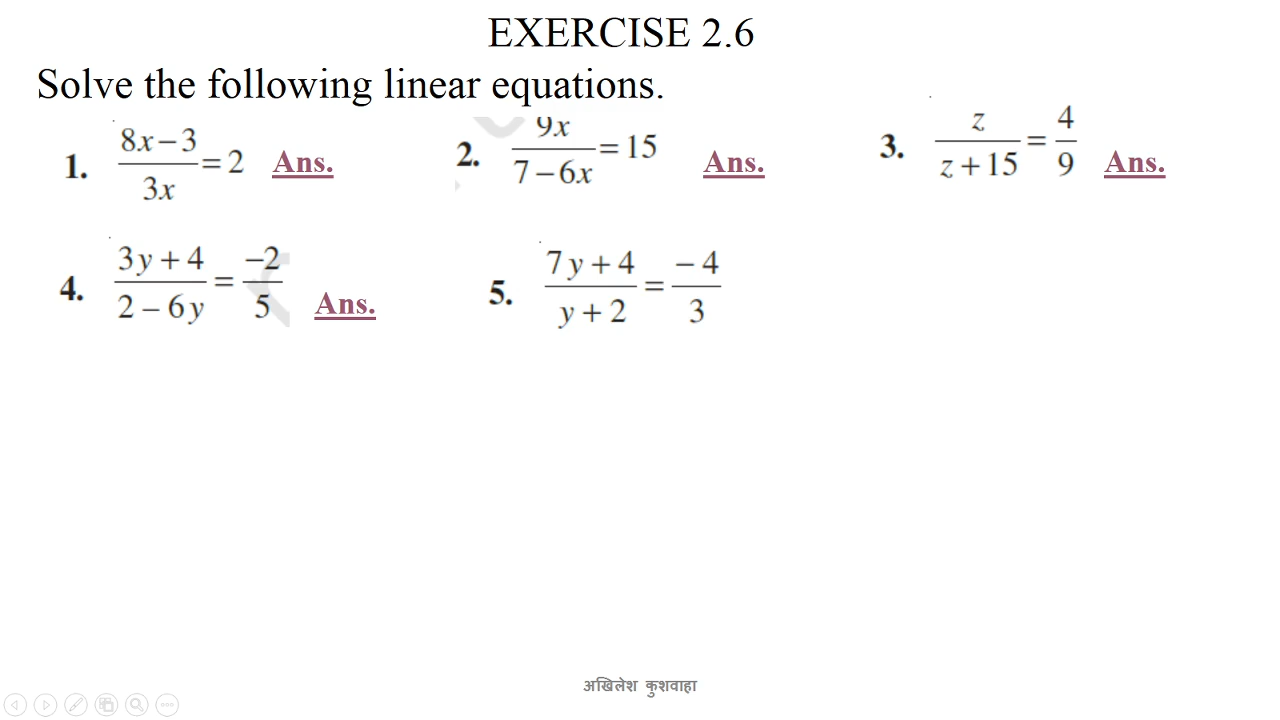 EXERCISE 2.6
Solve the following linear equations.
1. (8x − 3)/(3x) = 2 Ans.
2. 9x/(7 − 6x) = 15 Ans.
3. z/(z + 15) = 4/9 Ans.
4. (3y + 4)/(2 − 6y) = −2/5 Ans.
5. (7y + 4)/(y + 2) = −4/3
अखिलेश कुशवाहा